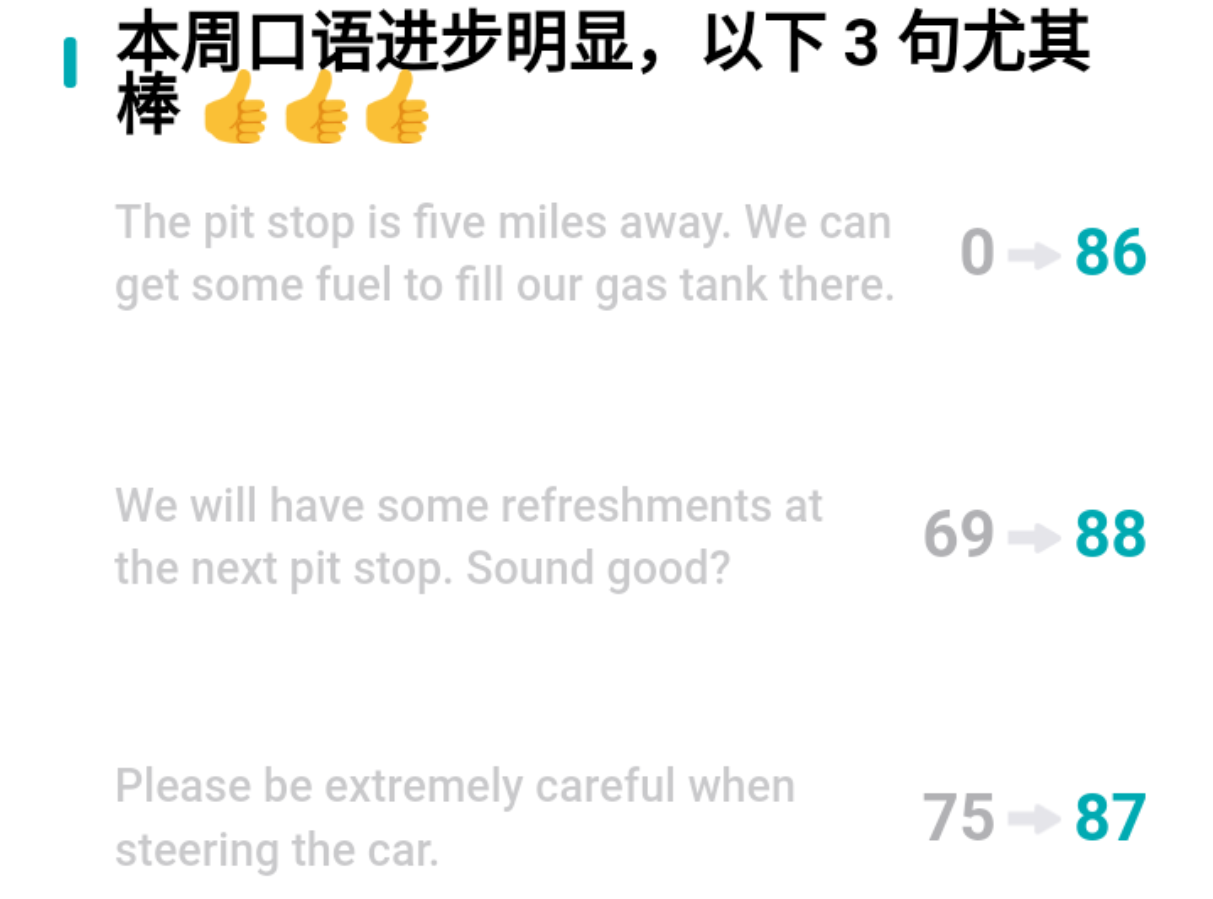 本周口语进步明显，以下 3 句尤其
棒 👍👍👍
The pit stop is five miles away. We can
get some fuel to fill our gas tank there.
0 → 86
We will have some refreshments at
the next pit stop. Sound good?
69 → 88
Please be extremely careful when
steering the car.
75 → 87